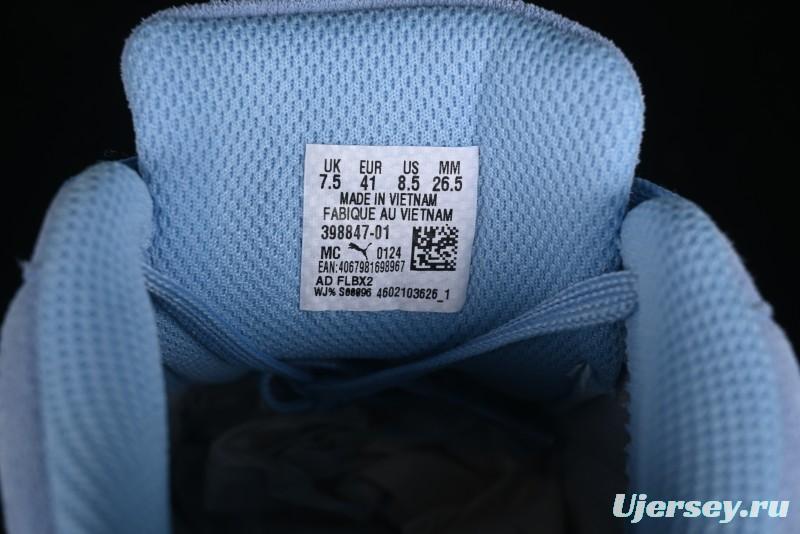 UK EUR US MM
7.5 41 8.5 26.5
MADE IN VIETNAM
FABIQUE AU VIETNAM
398847-01
MC 0124
EAN:4067981698967
AD FLBX2
WJ% 4602103626_1
Ujersey.ru